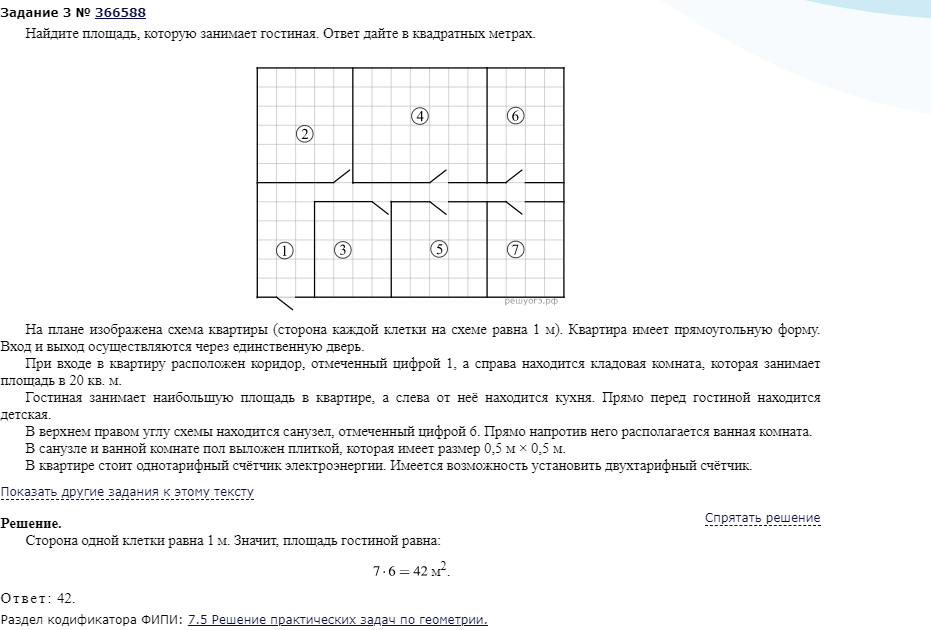 Задание 3 № 366588
Найдите площадь, которую занимает гостиная. Ответ дайте в квадратных метрах.
4
6
2
1
3
5
7
решуогэ.рф
На плане изображена схема квартиры (сторона каждой клетки на схеме равна 1 м). Квартира имеет прямоугольную форму.
Вход и выход осуществляются через единственную дверь.
При входе в квартиру расположен коридор, отмеченный цифрой 1, а справа находится кладовая комната, которая занимает
площадь в 20 кв. м.
Гостиная занимает наибольшую площадь в квартире, а слева от неё находится кухня. Прямо перед гостиной находится
детская.
В верхнем правом углу схемы находится санузел, отмеченный цифрой 6. Прямо напротив него располагается ванная комната.
В санузле и ванной комнате пол выложен плиткой, которая имеет размер 0,5 м × 0,5 м.
В квартире стоит однотарифный счётчик электроэнергии. Имеется возможность установить двухтарифный счётчик.
Показать другие задания к этому тексту
Спрятать решение
Решение.
Сторона одной клетки равна 1 м. Значит, площадь гостиной равна:
7 · 6 = 42 м².
Ответ: 42.
Раздел кодификатора ФИПИ: 7.5 Решение практических задач по геометрии.